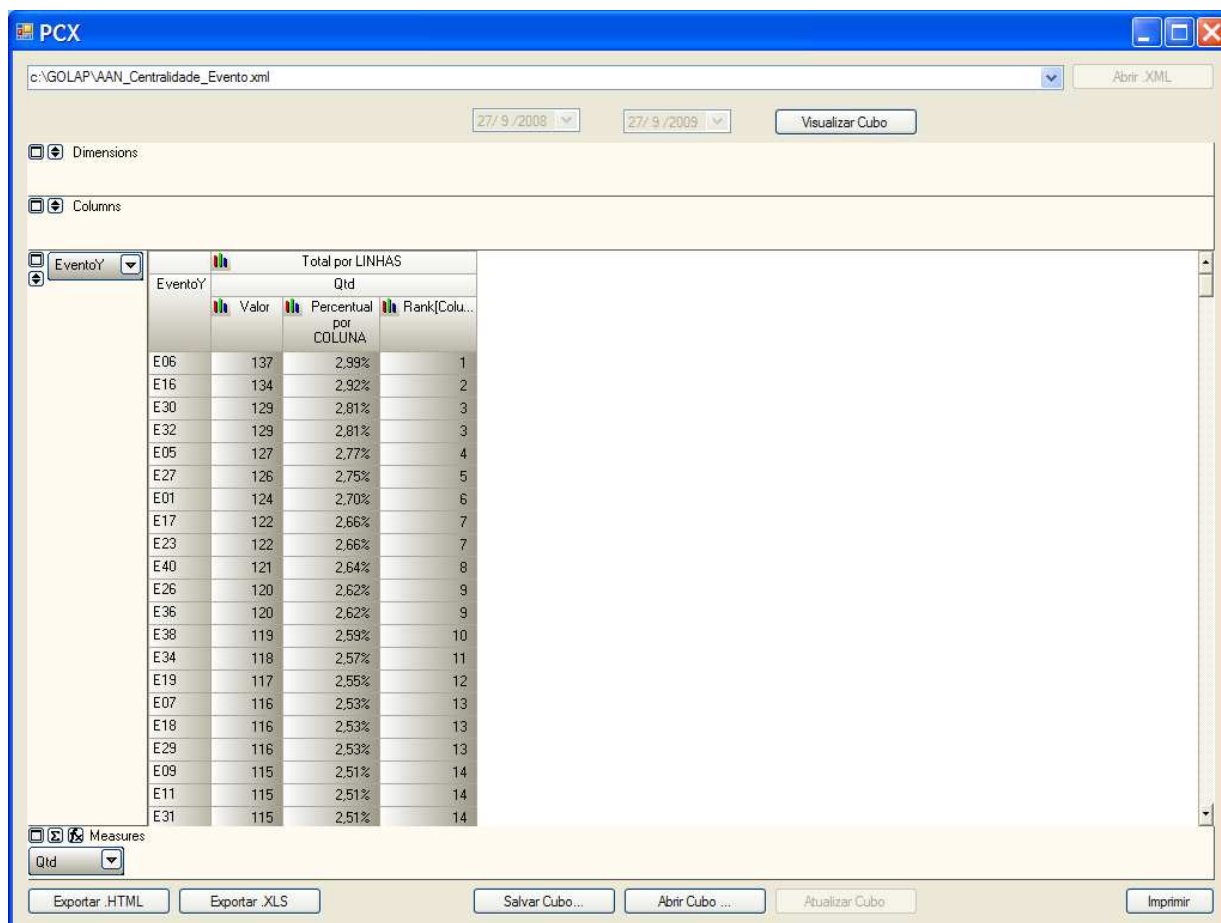 PCX
c:\GOLAP\AAN_Centralidade_Evento.xml
Abrir .XML
27/ 9 /2008
27/ 9 /2009
Visualizar Cubo
Dimensions
Columns
EventoY
Total por LINHAS
EventoY Qtd
Valor Percentual por COLUNA Rank[Colu...
E06 137 2,99% 1
E16 134 2,92% 2
E30 129 2,81% 3
E32 129 2,81% 3
E05 127 2,77% 4
E27 126 2,75% 5
E01 124 2,70% 6
E17 122 2,66% 7
E23 122 2,66% 7
E40 121 2,64% 8
E26 120 2,62% 9
E36 120 2,62% 9
E38 119 2,59% 10
E34 118 2,57% 11
E19 117 2,55% 12
E07 116 2,53% 13
E18 116 2,53% 13
E29 116 2,53% 13
E09 115 2,51% 14
E11 115 2,51% 14
E31 115 2,51% 14
Measures
Qtd
Exportar .HTML
Exportar .XLS
Salvar Cubo...
Abrir Cubo ...
Atualizar Cubo
Imprimir